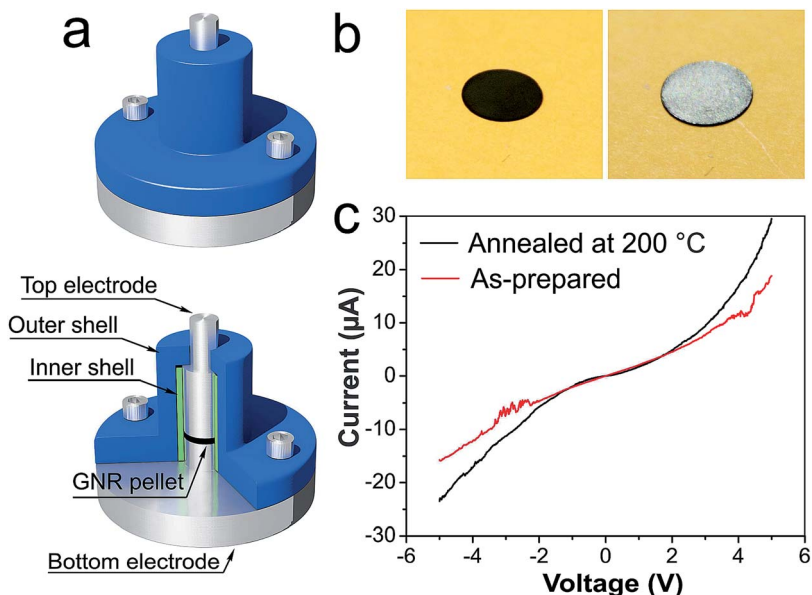 a
b
Top electrode
Outer shell
Inner shell
GNR pellet
Bottom electrode
c
Annealed at 200 °C
As-prepared
30
20
10
0
-10
-20
-30
Current (µA)
-6
-4
-2
0
2
4
6
Voltage (V)